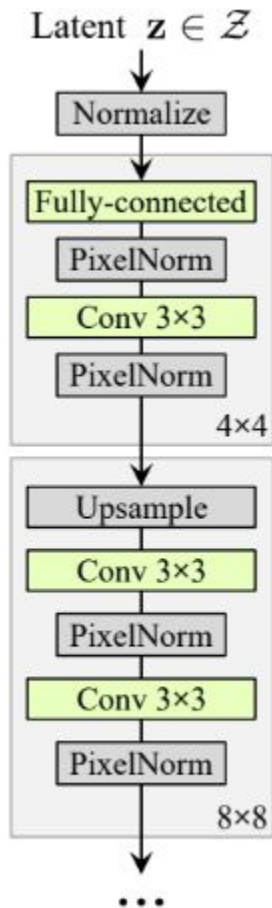 Latent z ∈ 𝒵
Normalize
Fully-connected
PixelNorm
Conv 3×3
PixelNorm
4×4
Upsample
Conv 3×3
PixelNorm
Conv 3×3
PixelNorm
8×8
...